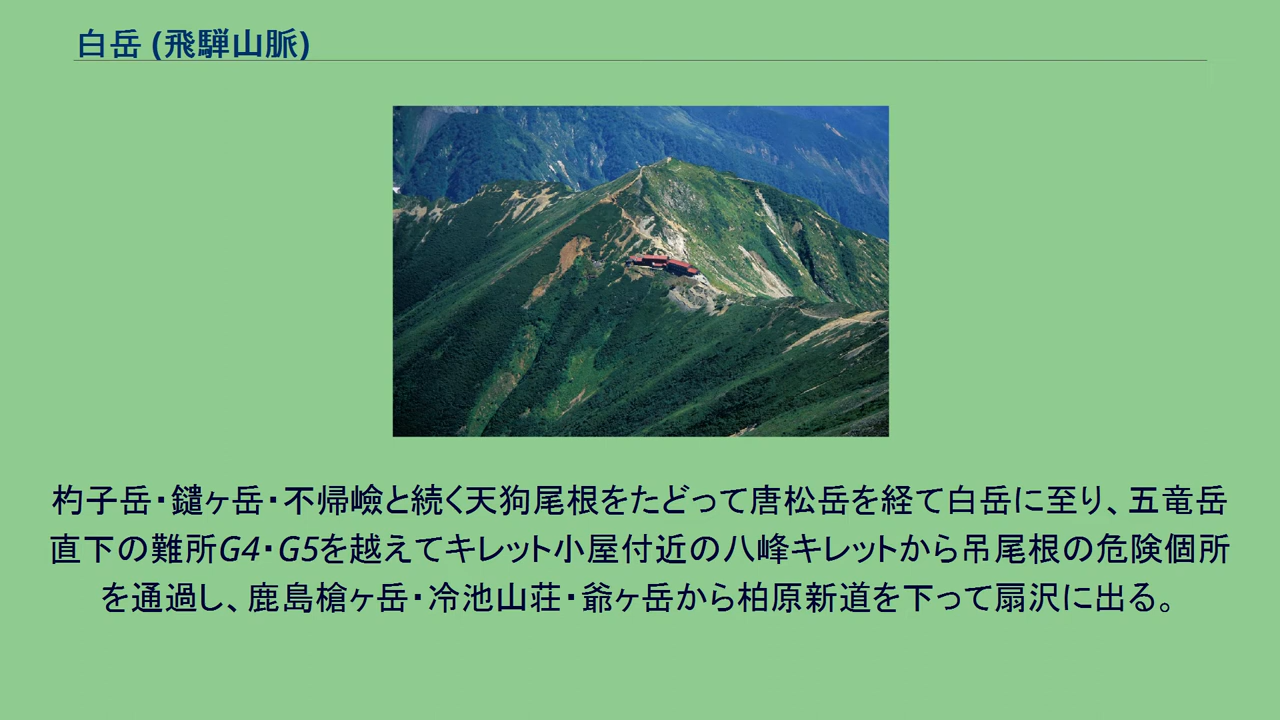 白岳 (飛騨山脈)
杓子岳・鑓ヶ岳・不帰嶮と続く天狗尾根をたどって唐松岳を経て白岳に至り、五竜岳
直下の難所G4・G5を越えてキレット小屋付近の八峰キレットから吊尾根の危険個所
を通過し、鹿島槍ヶ岳・冷池山荘・爺ヶ岳から柏原新道を下って扇沢に出る。